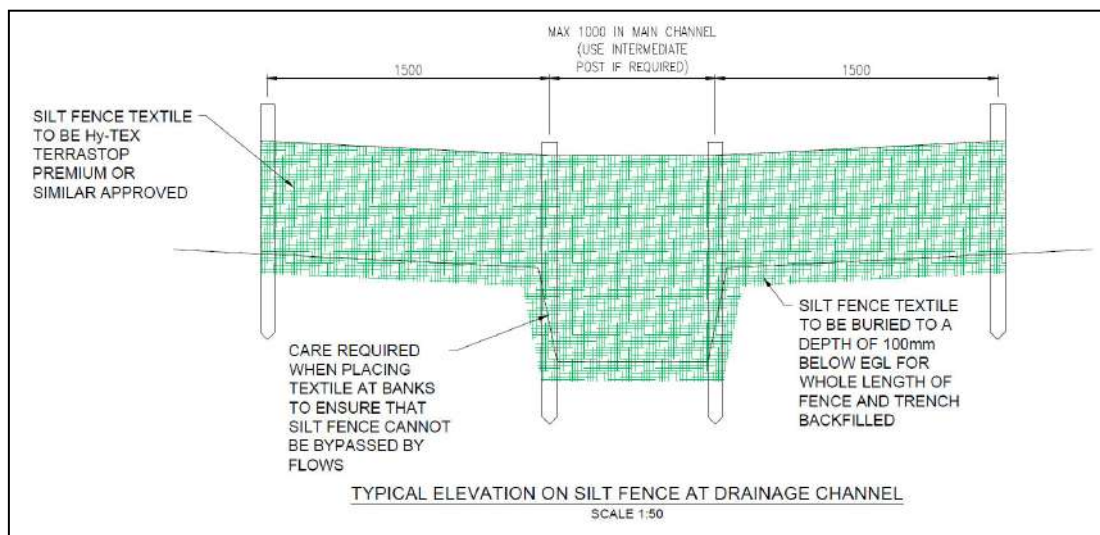 MAX 1000 IN MAIN CHANNEL
(USE INTERMEDIATE
POST IF REQUIRED)
1500
1500
SILT FENCE TEXTILE
TO BE Hy-TEX
TERRASTOP
PREMIUM OR
SIMILAR APPROVED
CARE REQUIRED
WHEN PLACING
TEXTILE AT BANKS
TO ENSURE THAT
SILT FENCE CANNOT
BE BYPASSED BY
FLOWS
SILT FENCE TEXTILE
TO BE BURIED TO A
DEPTH OF 100mm
BELOW EGL FOR
WHOLE LENGTH OF
FENCE AND TRENCH
BACKFILLED
TYPICAL ELEVATION ON SILT FENCE AT DRAINAGE CHANNEL
SCALE 1:50